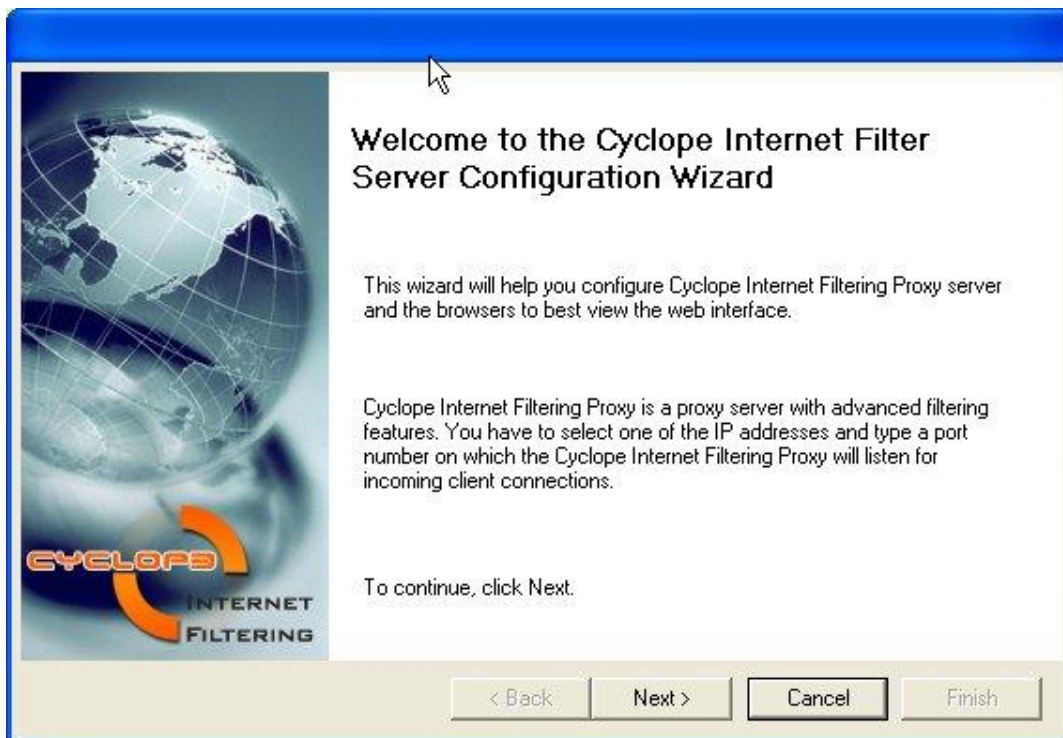 Welcome to the Cyclope Internet Filter
Server Configuration Wizard
This wizard will help you configure Cyclope Internet Filtering Proxy server
and the browsers to best view the web interface.
Cyclope Internet Filtering Proxy is a proxy server with advanced filtering
features. You have to select one of the IP addresses and type a port
number on which the Cyclope Internet Filtering Proxy will listen for
incoming client connections.
CYCLOPE
INTERNET
FILTERING
To continue, click Next.
< Back Next > Cancel Finish